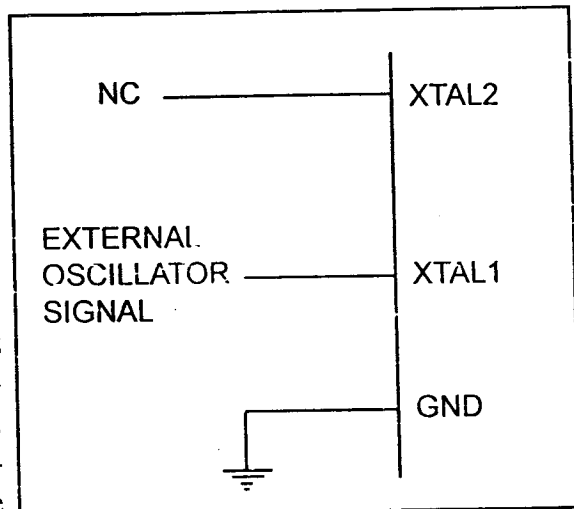 NC
XTAL2
EXTERNAL
OSCILLATOR
SIGNAL
XTAL1
GND